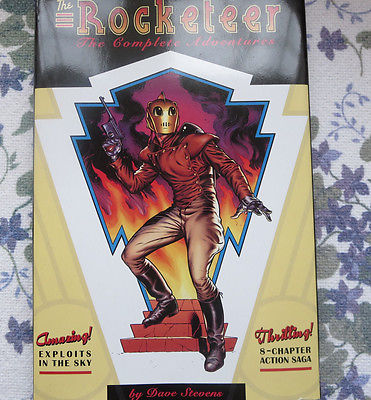 The
Rocketeer
The Complete Adventures
Amazing!
EXPLOITS
IN THE SKY
Thrilling!
8-CHAPTER
ACTION SAGA
by Dave Stevens